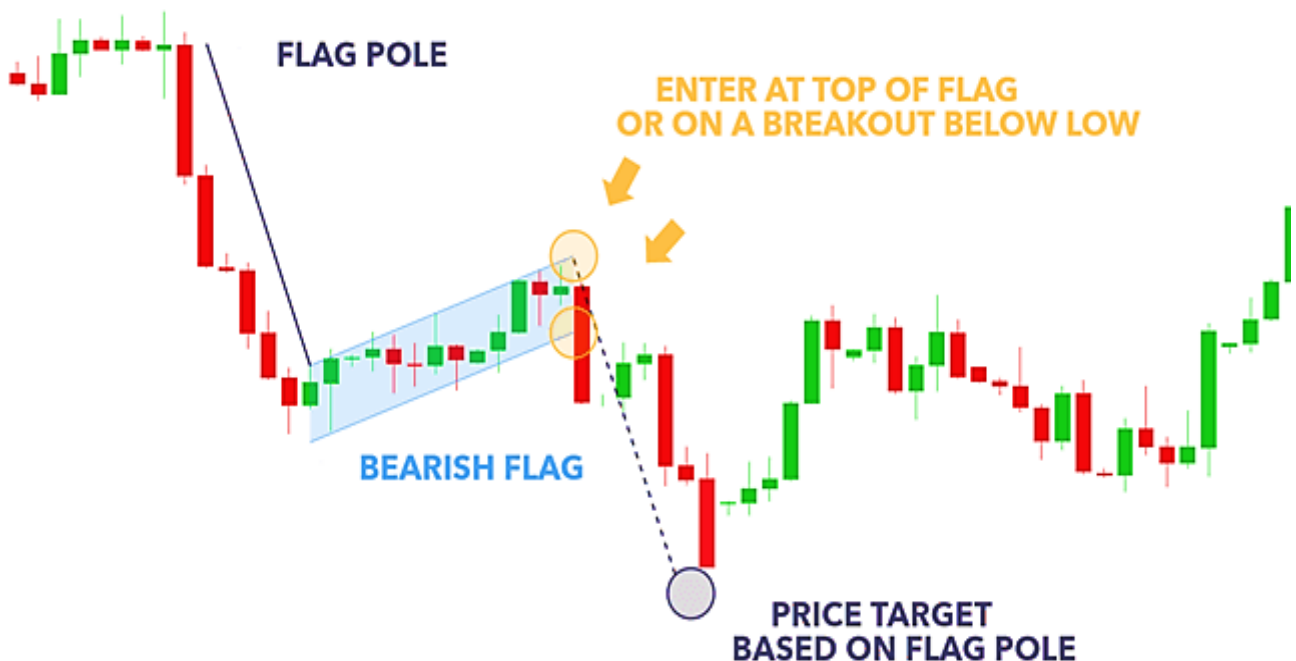 FLAG POLE
ENTER AT TOP OF FLAG
OR ON A BREAKOUT BELOW LOW
BEARISH FLAG
PRICE TARGET
BASED ON FLAG POLE